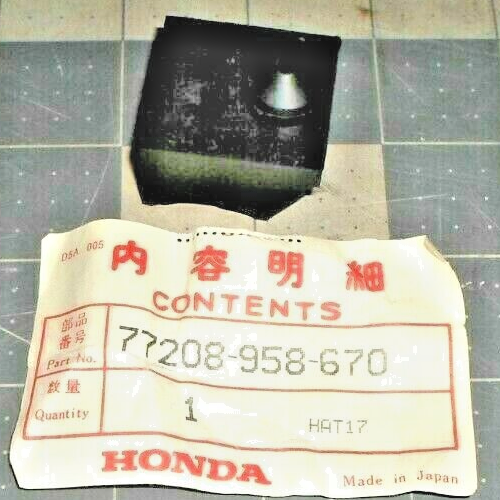 D5A 005
内容明細
CONTENTS
部品
番号
Part No.
77208-958-670
数量
Quantity
1
HAT17
HONDA
Made in Japan